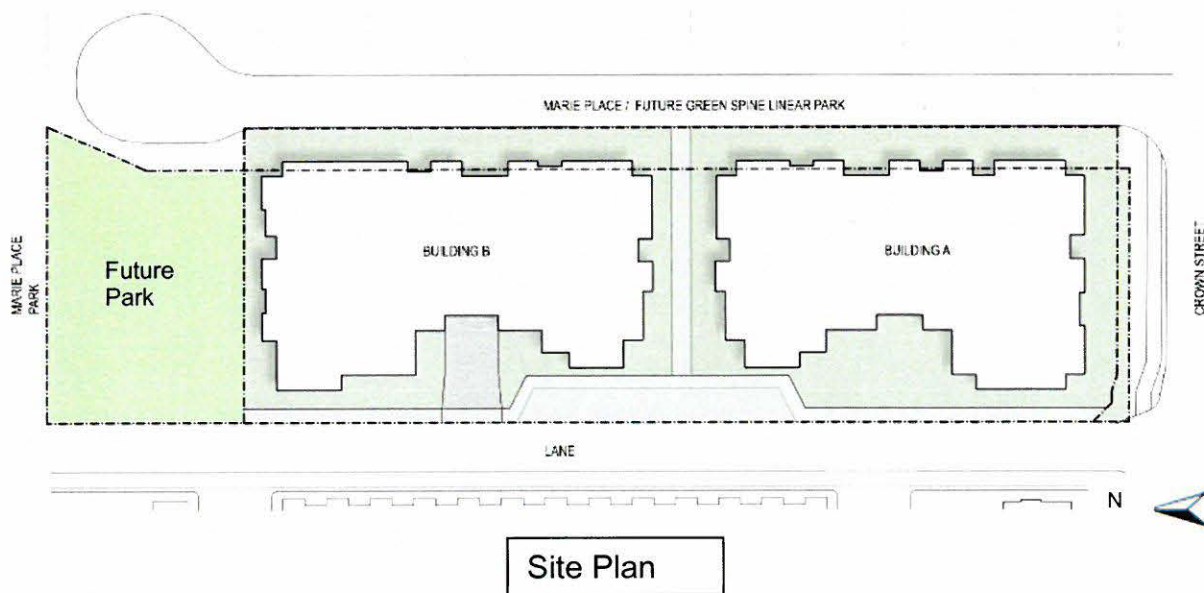 MARIE PLACE / FUTURE GREEN SPINE LINEAR PARK
MARIE PLACE
PARK
Future
Park
BUILDING B
BUILDING A
CROWN STREET
LANE
N
Site Plan